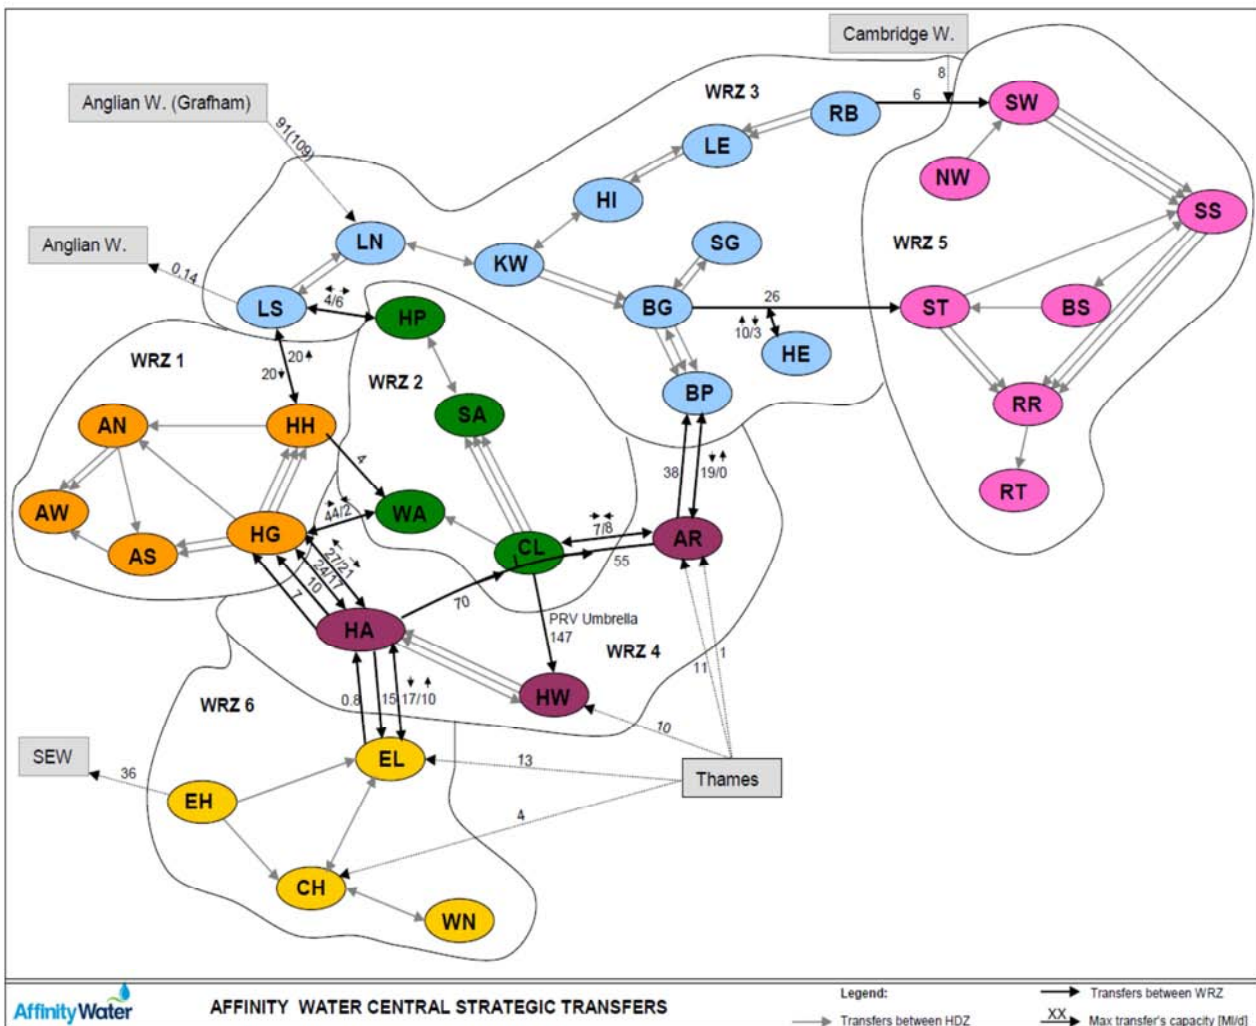 Cambridge W.
8
WRZ 3
Anglian W. (Grafham)
91(109)
RB
6
SW
LE
NW
HI
SS
LN
SG
WRZ 5
Anglian W.
KW
0.14
4/6
26
LS
HP
BG
ST
BS
10/3
HE
WRZ 1
20
20
WRZ 2
BP
RR
AN
HH
SA
4
38
19/0
RT
AW
44/2
WA
HG
7/8
AR
AS
CL
55
27/21
24/17
10
7
70
HA
PRV Umbrella
147
WRZ 4
1
11
HW
0.8
15
17/10
WRZ 6
10
SEW
EL
13
Thames
36
EH
4
CH
WN
AffinityWater
AFFINITY WATER CENTRAL STRATEGIC TRANSFERS
Legend:
Transfers between WRZ
Transfers between HDZ
XX
Max transfer's capacity [Ml/d]